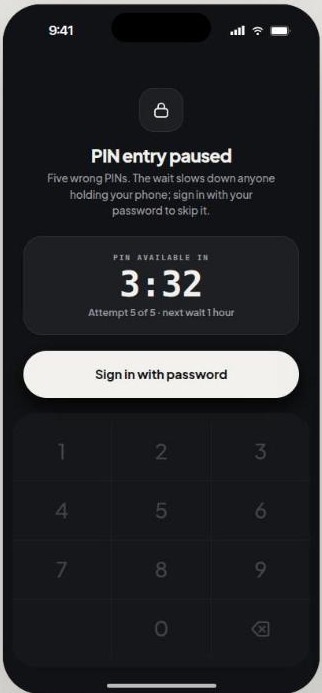 9:41
PIN entry paused
Five wrong PINs. The wait slows down anyone
holding your phone; sign in with your
password to skip it.
PIN AVAILABLE IN
3:32
Attempt 5 of 5 · next wait 1 hour
Sign in with password
1 2 3
4 5 6
7 8 9
0